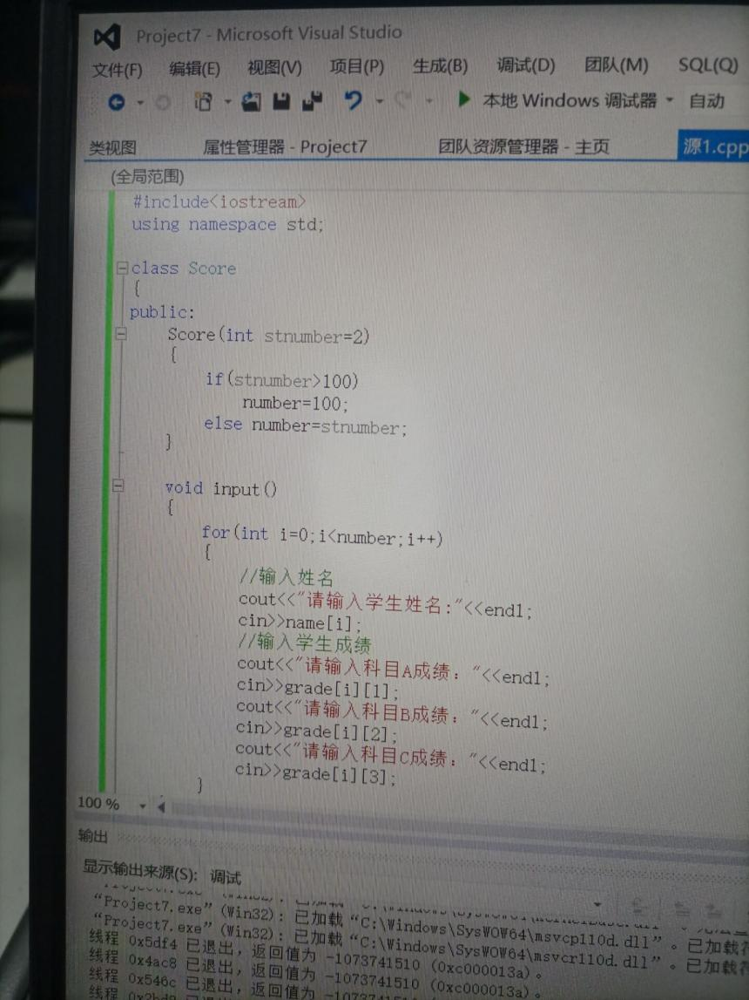 Project7 - Microsoft Visual Studio
文件(F) 编辑(E) 视图(V) 项目(P) 生成(B) 调试(D) 团队(M) SQL(Q)
本地 Windows 调试器 自动
类视图 属性管理器 - Project7 团队资源管理器 - 主页 源1.cpp
(全局范围)
#include<iostream>
using namespace std;
class Score
{
public:
Score(int stnumber=2)
{
if(stnumber>100)
number=100;
else number=stnumber;
}
void input()
{
for(int i=0;i<number;i++)
{
//输入姓名
cout<<"请输入学生姓名:"<<endl;
cin>>name[i];
//输入学生成绩
cout<<"请输入科目A成绩："<<endl;
cin>>grade[i][1];
cout<<"请输入科目B成绩："<<endl;
cin>>grade[i][2];
cout<<"请输入科目C成绩："<<endl;
cin>>grade[i][3];
}
100 %
输出
显示输出来源(S): 调试
“Project7.exe”(Win32): 已加载“C:\Windows\SysWOW64\msvcp110d.dll”。已加载符
“Project7.exe”(Win32): 已加载“C:\Windows\SysWOW64\msvcr110d.dll”。已加载符
线程 0x5df4 已退出，返回值为 -1073741510 (0xc000013a)。
线程 0x4ac8 已退出，返回值为 -1073741510 (0xc000013a)。
线程 0x546c 已退出，返回值为